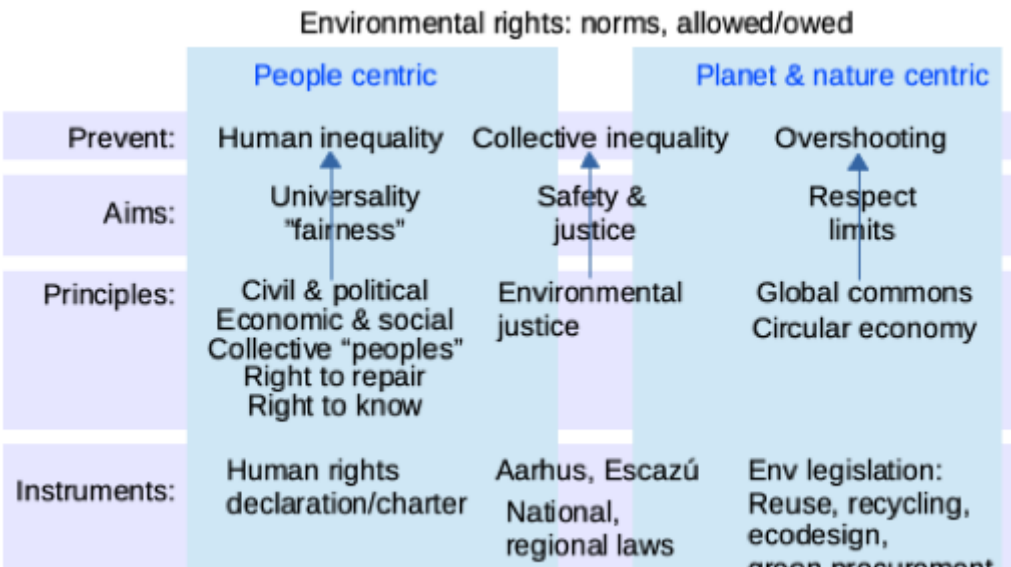 Environmental rights: norms, allowed/owed
People centric
Planet & nature centric
Prevent:
Human inequality
Collective inequality
Overshooting
Aims:
Universality
”fairness”
Safety &
justice
Respect
limits
Principles:
Civil & political
Economic & social
Collective “peoples”
Right to repair
Right to know
Environmental
justice
Global commons
Circular economy
Instruments:
Human rights
declaration/charter
Aarhus, Escazú
National,
regional laws
Env legislation:
Reuse, recycling,
ecodesign,
green procurement